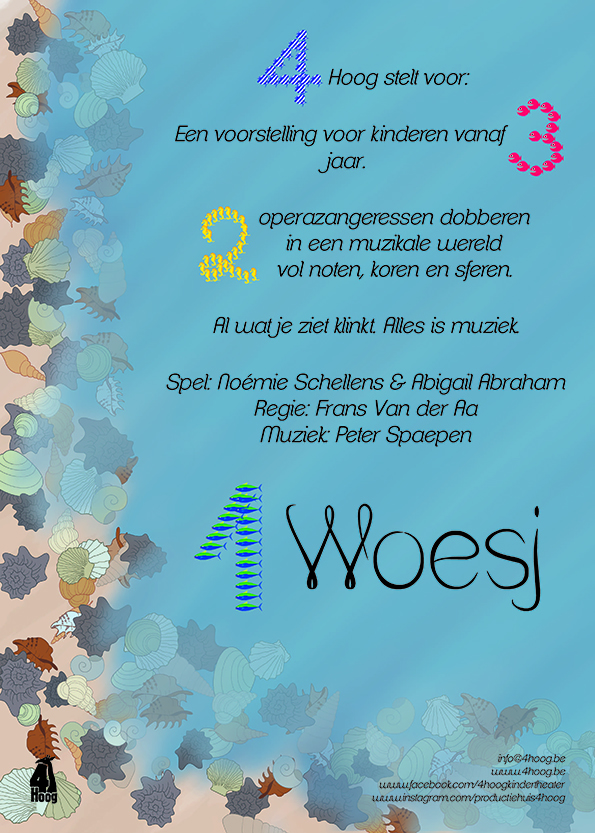 4 Hoog stelt voor:
Een voorstelling voor kinderen vanaf 3
jaar.
2 operazangeressen dobberen
in een muzikale wereld
vol noten, koren en sferen.
Al wat je ziet klinkt. Alles is muziek.
Spel: Noémie Schellens & Abigail Abraham
Regie: Frans Van der Aa
Muziek: Peter Spaepen
1 Woesj
info@4hoog.be
www.4hoog.be
www.facebook.com/4hoogkindertheater
www.instagram.com/productiehuis4hoog
4
Hoog